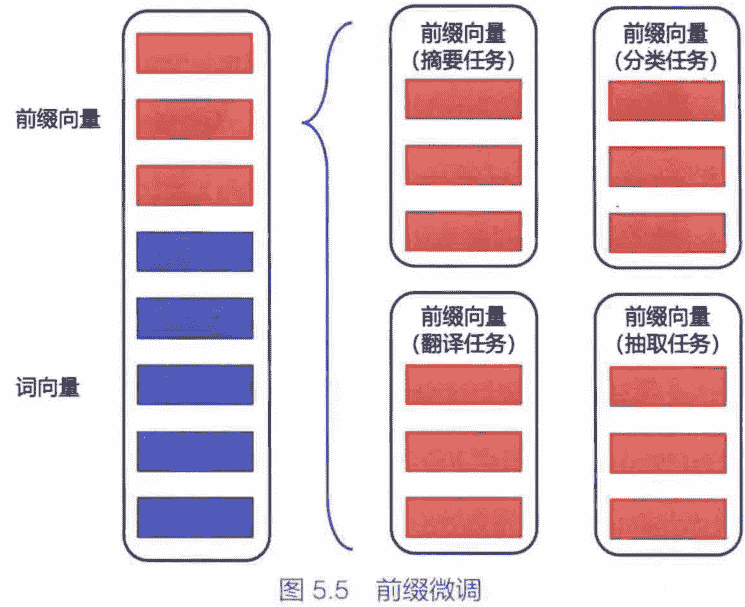 前缀向量
词向量
前缀向量
（摘要任务）
前缀向量
（分类任务）
前缀向量
（翻译任务）
前缀向量
（抽取任务）
图 5.5 前缀微调